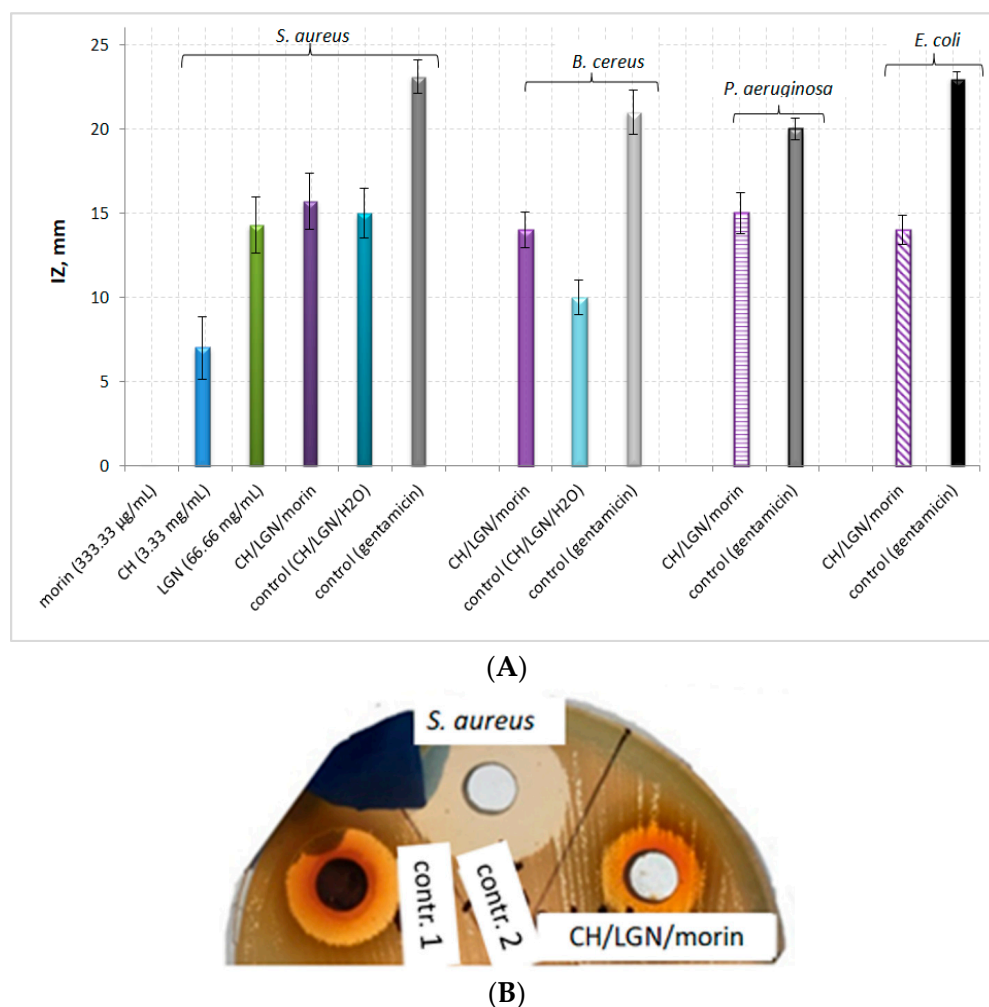 S. aureus
B. cereus
P. aeruginosa
E. coli
IZ, mm
25
20
15
10
5
0
morin (333.33 µg/mL)
CH (3.33 mg/mL)
LGN (66.66 mg/mL)
CH/LGN/morin
control (CH/LGN/H2O)
control (gentamicin)
CH/LGN/morin
control (CH/LGN/H2O)
control (gentamicin)
CH/LGN/morin
control (gentamicin)
CH/LGN/morin
control (gentamicin)
(A)
S. aureus
contr. 1
contr. 2
CH/LGN/morin
(B)